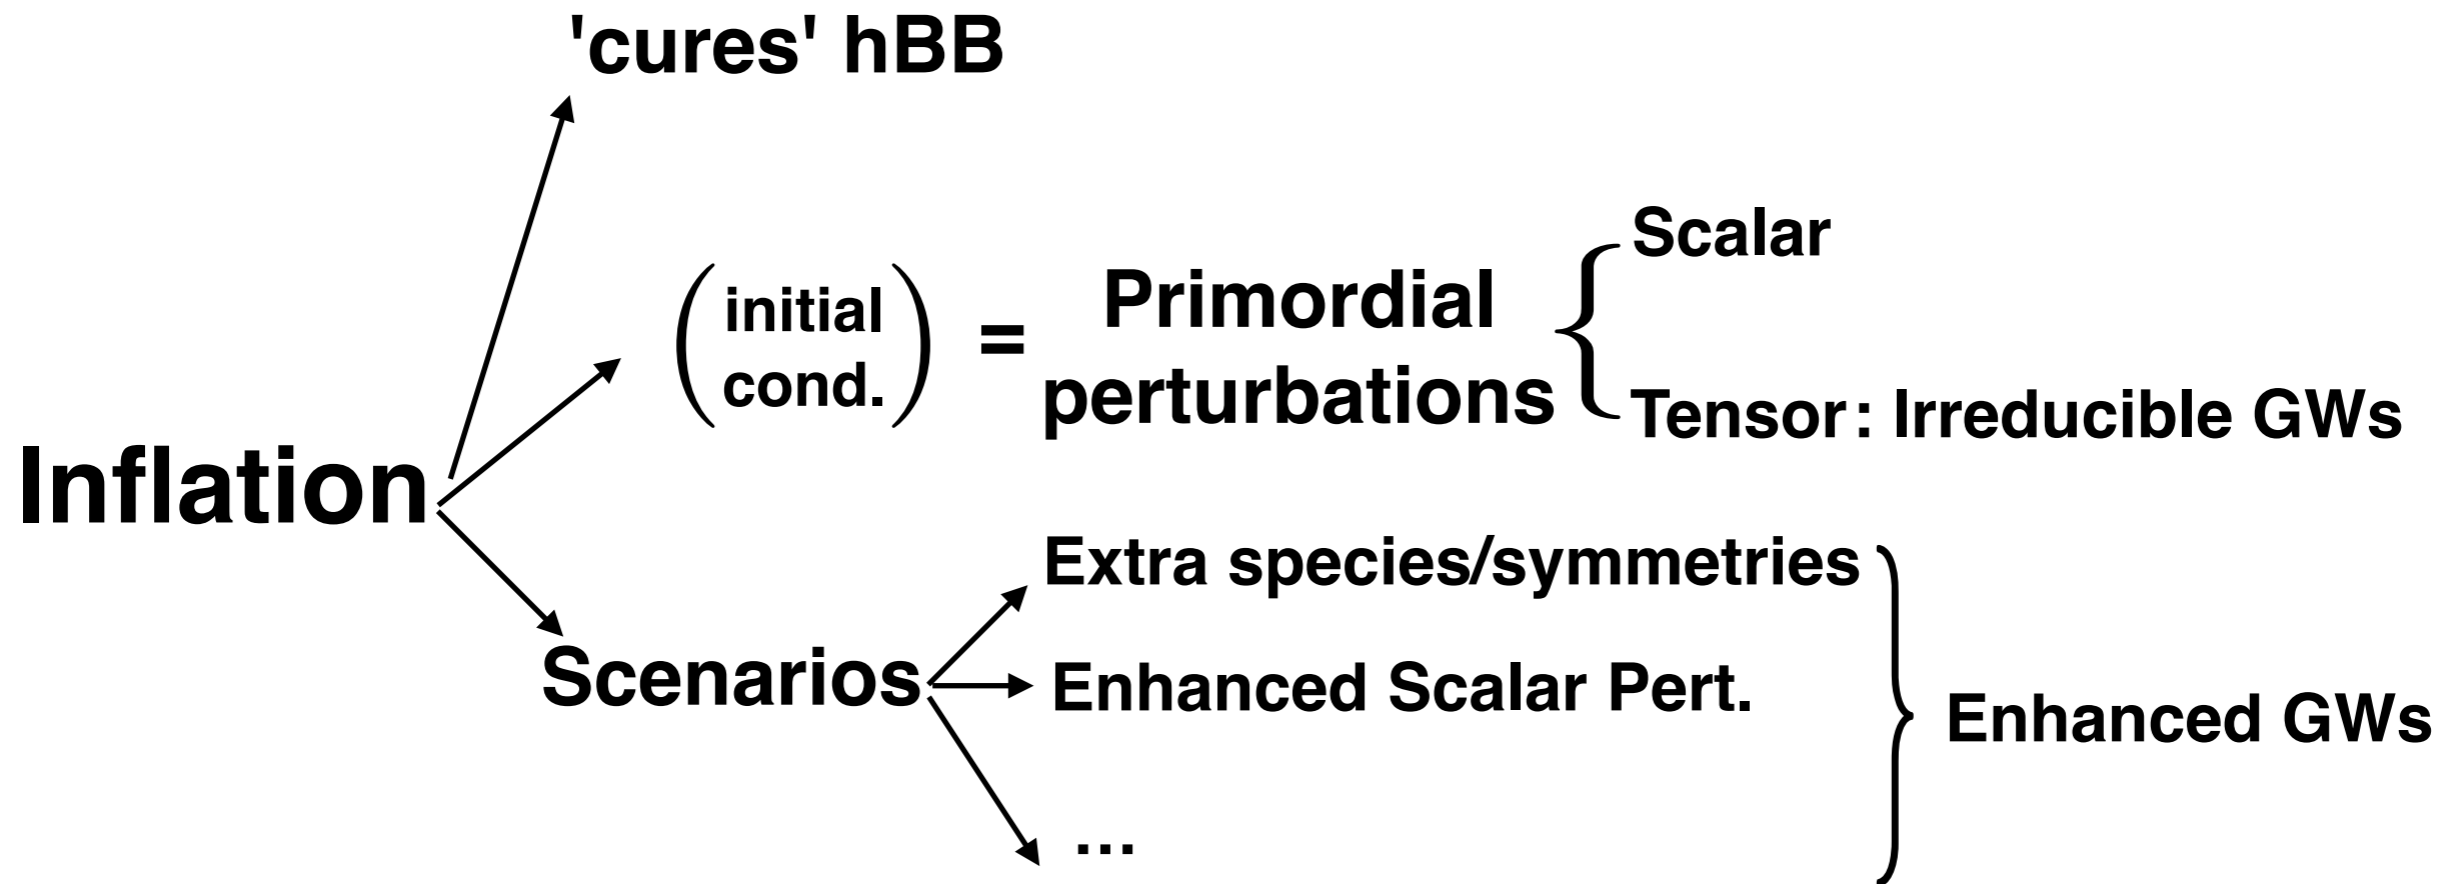 'cures' hBB
Scalar
initial
cond.
=
Primordial
perturbations
Tensor: Irreducible GWs
Inflation
Extra species/symmetries
Scenarios
Enhanced Scalar Pert.
Enhanced GWs
...